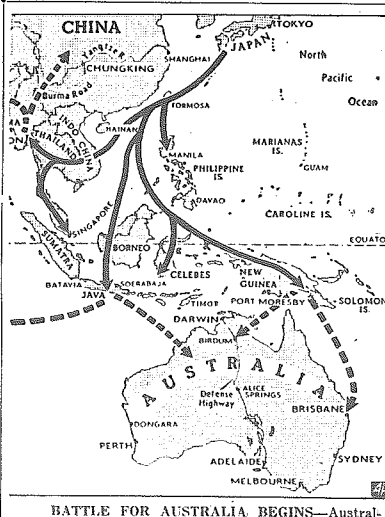 CHINA
TOKYO
JAPAN
Yangtze R.
SHANGHAI
North
CHUNGKING
Pacific
Burma Road
Ocean
FORMOSA
HAINAN
INDO CHINA
THAILAND
MARIANAS
IS.
MANILA
PHILIPPINE
IS.
GUAM
DAVAO
CAROLINE IS.
SINGAPORE
EQUATO
SUMATRA
BORNEO
CELEBES
NEW
GUINEA
BATAVIA
SOERABAJA
JAVA
PORT MORESBY
SOLOMON
IS.
TIMOR
DARWIN
BIRDUM
AUSTRALIA
Defense
Highway
ALICE
SPRINGS
BRISBANE
DONGARA
PERTH
ADELAIDE
SYDNEY
MELBOURNE
BATTLE FOR AUSTRALIA BEGINS—Austral-